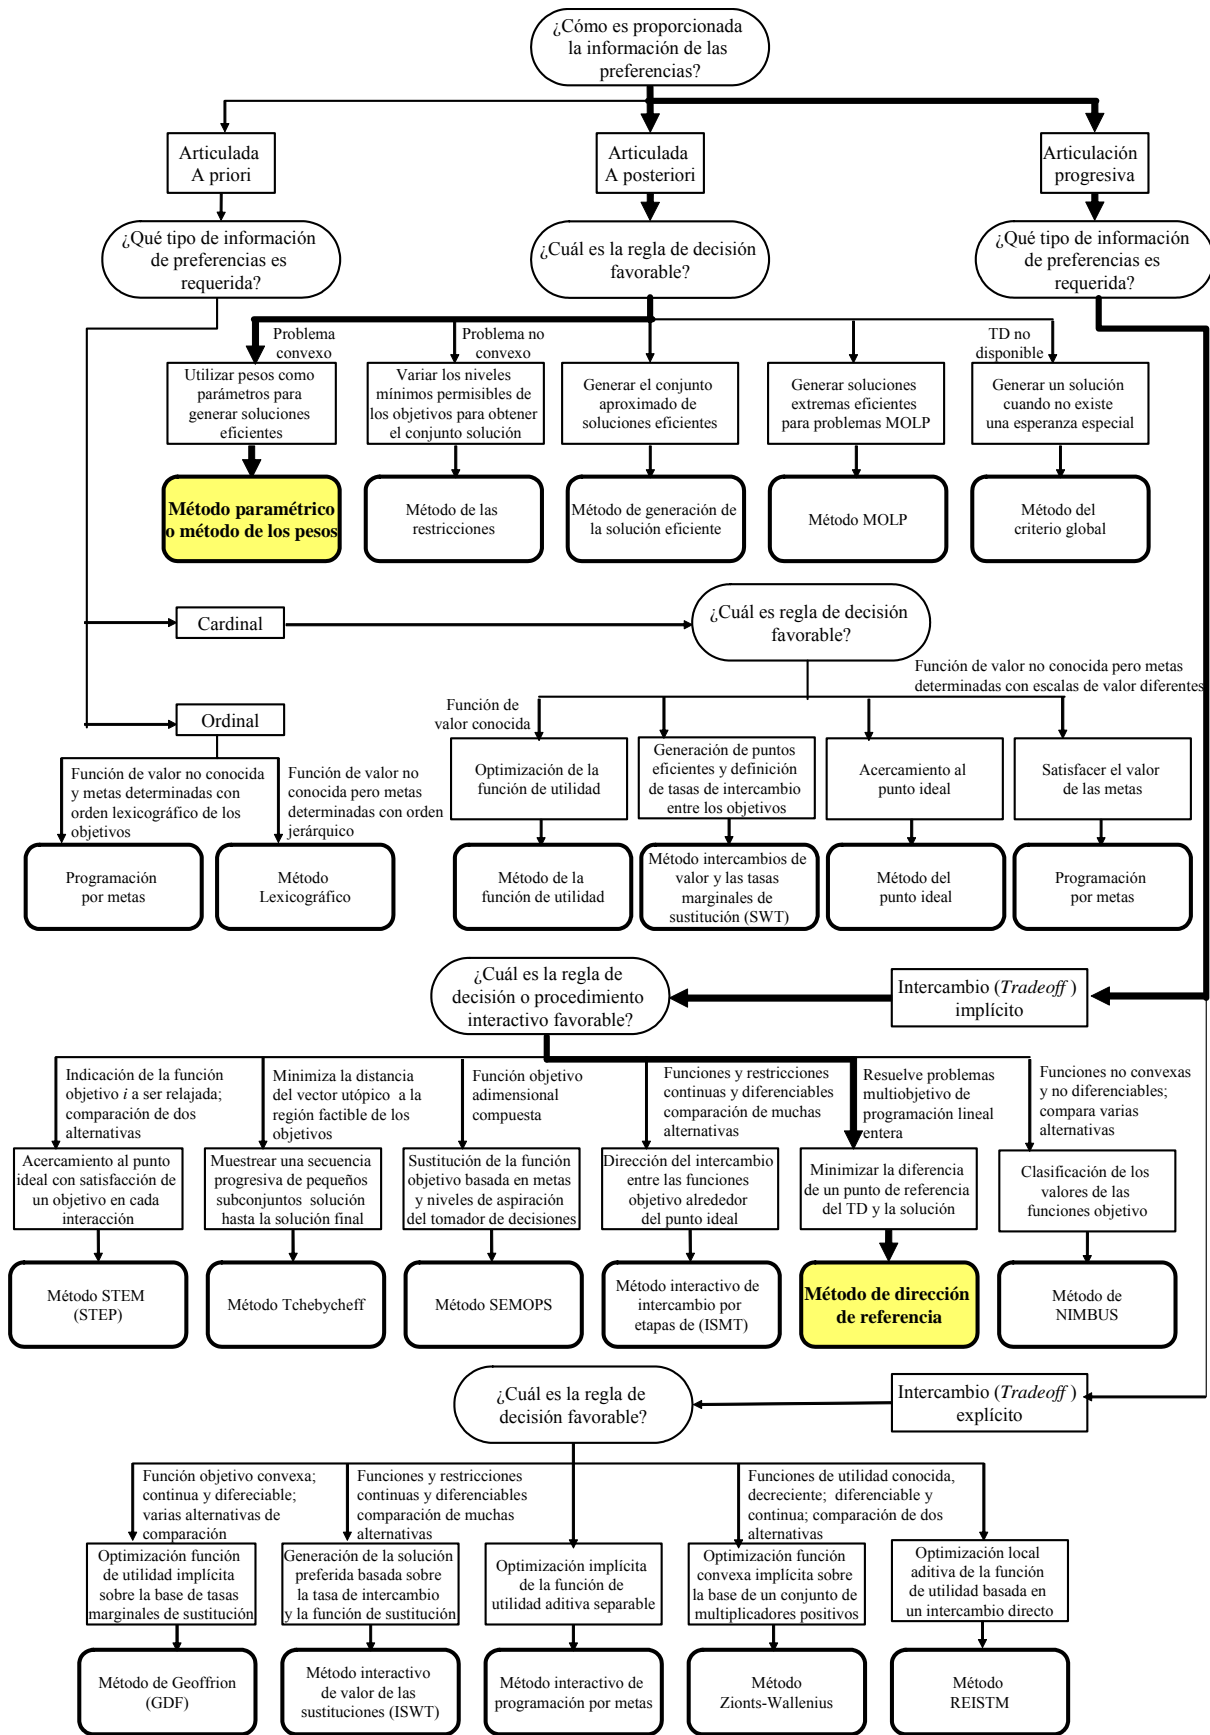 ¿Cómo es proporcionada
la información de las
preferencias?
Articulada
A priori
Articulada
A posteriori
Articulación
progresiva
¿Qué tipo de información
de preferencias es
requerida?
¿Cuál es la regla de decisión
favorable?
¿Qué tipo de información
de preferencias es
requerida?
Problema
convexo
Problema no
convexo
TD no
disponible
Utilizar pesos como
parámetros para
generar soluciones
eficientes
Variar los niveles
mínimos permisibles de
los objetivos para obtener
el conjunto solución
Generar el conjunto
aproximado de
soluciones eficientes
Generar soluciones
extremas eficientes
para problemas MOLP
Generar un solución
cuando no existe
una esperanza especial
Método paramétrico
o método de los pesos
Método de las
restricciones
Método de generación de
la solución eficiente
Método MOLP
Método del
criterio global
Cardinal
¿Cuál es regla de decisión
favorable?
Función de valor no conocida pero metas
determinadas con escalas de valor diferentes
Función de
valor conocida
Ordinal
Función de valor no conocida
y metas determinadas con
orden lexicográfico de los
objetivos
Función de valor no
conocida pero metas
determinadas con orden
jerárquico
Optimización de la
función de utilidad
Generación de puntos
eficientes y definición
de tasas de intercambio
entre los objetivos
Acercamiento al
punto ideal
Satisfacer el valor
de las metas
Programación
por metas
Método
Lexicográfico
Método de la
función de utilidad
Método intercambios de
valor y las tasas
marginales de
sustitución (SWT)
Método del
punto ideal
Programación
por metas
¿Cuál es la regla de
decisión o procedimiento
interactivo favorable?
Intercambio (Tradeoff )
implícito
Indicación de la función
objetivo i a ser relajada;
comparación de dos
alternativas
Minimiza la distancia
del vector utópico a la
región factible de los
objetivos
Función objetivo
adimensional
compuesta
Funciones y restricciones
continuas y diferenciables
comparación de muchas
alternativas
Resuelve problemas
multiobjetivo de
programación lineal
entera
Funciones no convexas
y no diferenciables;
compara varias
alternativas
Acercamiento al punto
ideal con satisfacción de
un objetivo en cada
interacción
Muestrear una secuencia
progresiva de pequeños
subconjuntos solución
hasta la solución final
Sustitución de la función
objetivo basada en metas
y niveles de aspiración
del tomador de decisiones
Dirección del intercambio
entre las funciones
objetivo alrededor
del punto ideal
Minimizar la diferencia
de un punto de referencia
del TD y la solución
Clasificación de los
valores de las
funciones objetivo
Método STEM
(STEP)
Método Tchebycheff
Método SEMOPS
Método interactivo de
intercambio por
etapas de (ISMT)
Método de dirección
de referencia
Método de
NIMBUS
¿Cuál es la regla de
decisión favorable?
Intercambio (Tradeoff )
explícito
Función objetivo convexa;
continua y difereciable;
varias alternativas de
comparación
Funciones y restricciones
continuas y diferenciables
comparación de muchas
alternativas
Funciones de utilidad conocida,
decreciente; diferenciable y
continua; comparación de dos
alternativas
Optimización función
de utilidad implícita
sobre la base de tasas
marginales de sustitución
Generación de la solución
preferida basada sobre
la tasa de intercambio
y la función de sustitución
Optimización implícita
de la función de
utilidad aditiva separable
Optimización función
convexa implícita sobre
la base de un conjunto de
multiplicadores positivos
Optimización local
aditiva de la función
de utilidad basada en
un intercambio directo
Método de Geoffrion
(GDF)
Método interactivo
de valor de las
sustituciones (ISWT)
Método interactivo de
programación por metas
Método
Zionts-Wallenius
Método
REISTM